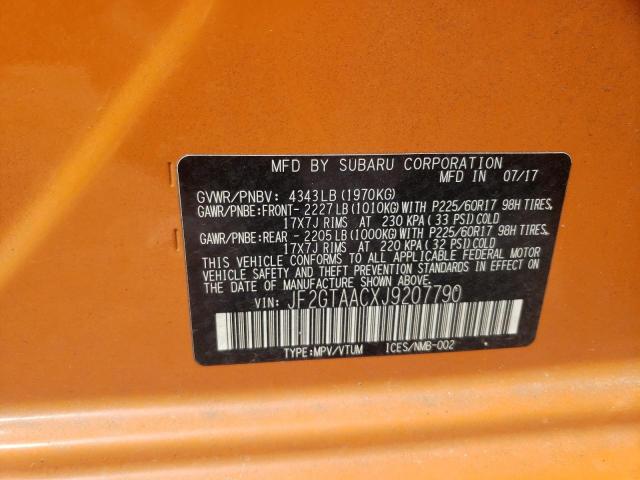 MFD BY SUBARU CORPORATION
MFD IN 07/17
GVWR/PNBV: 4343LB(1970KG)
GAWR/PNBE:FRONT-2227LB(1010KG)WITH P225/60R17 98H TIRES,
17X7J RIMS AT 230 KPA(33 PSI)COLD
GAWR/PNBE:REAR -2205LB(1000KG)WITH P225/60R17 98H TIRES,
17X7J RIMS AT 220 KPA(32 PSI)COLD
THIS VEHICLE CONFORMS TO ALL APPLICABLE FEDERAL MOTOR
VEHICLE SAFETY AND THEFT PREVENTION STANDARDS IN EFFECT ON
THE DATE OF MANUFACTURE SHOWN ABOVE.
VIN: JF2GTAACXJ9207790
TYPE:MPV/VTUM ICES/NMB-002